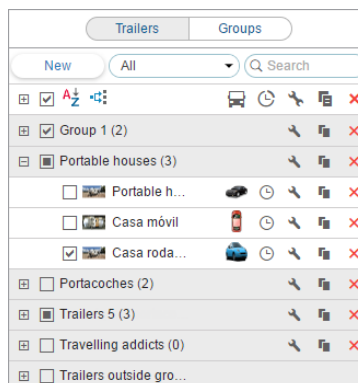 Trailers Groups
New All Search
Group 1 (2)
Portable houses (3)
Portable h...
Casa móvil
Casa roda...
Portacoches (2)
Trailers 5 (3)
Travelling addicts (0)
Trailers outside gro...